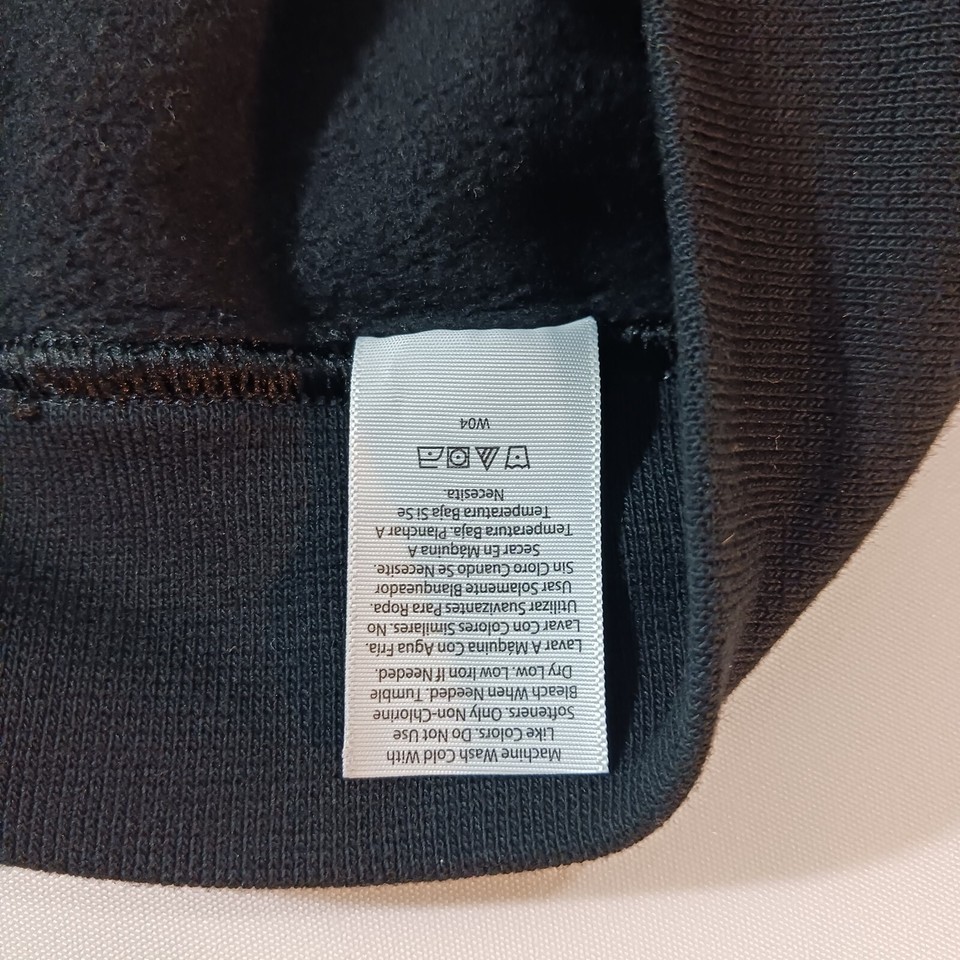 Machine Wash Cold With
Like Colors. Do Not Use
Softeners. Only Non-Chlorine
Bleach When Needed. Tumble
Dry Low. Low Iron If Needed.
Lavar A Máquina Con Agua Fría.
Lavar Con Colores Similares. No
Utilizar Suavizantes Para Ropa.
Usar Solamente Blanqueador
Sin Cloro Cuando Se Necesite.
Secar En Máquina A
Temperatura Baja. Planchar A
Temperatura Baja Si Se
Necesita.
W04